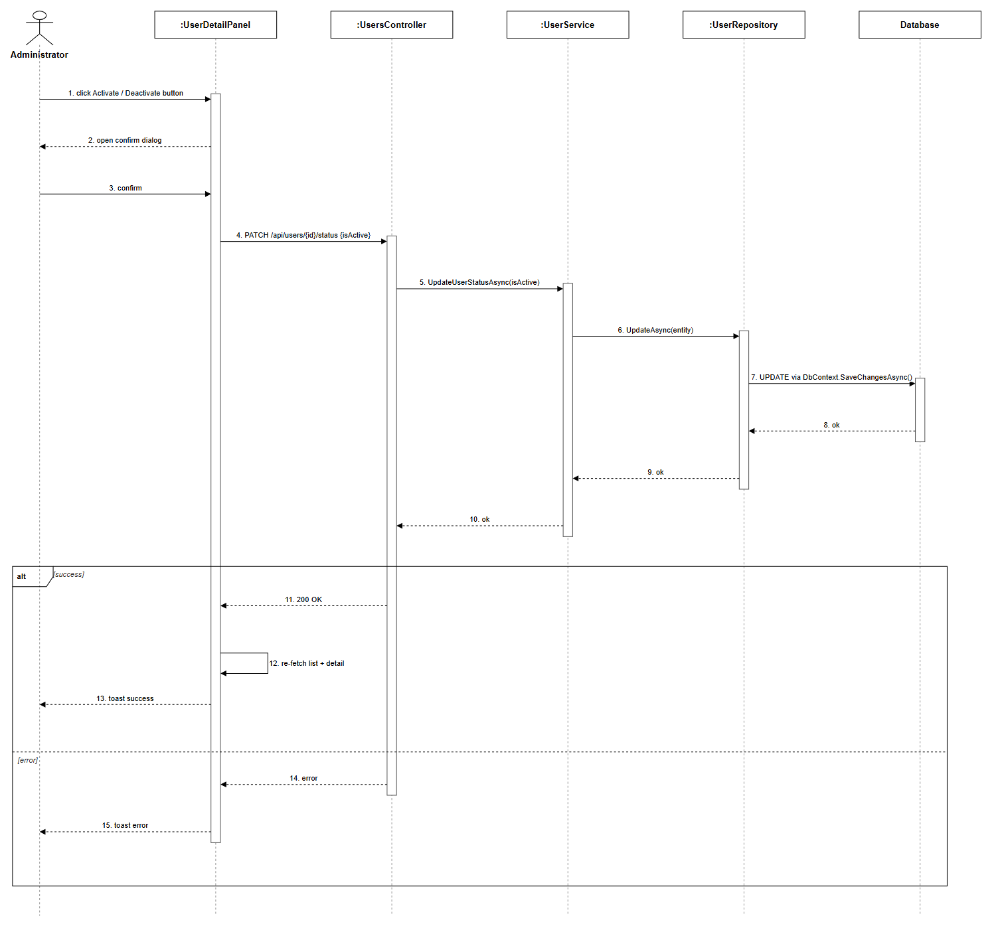 Administrator
:UserDetailPanel
:UsersController
:UserService
:UserRepository
Database
1. click Activate / Deactivate button
2. open confirm dialog
3. confirm
4. PATCH /api/users/{id}/status {isActive}
5. UpdateUserStatusAsync(isActive)
6. UpdateAsync(entity)
7. UPDATE via DbContext.SaveChangesAsync()
8. ok
9. ok
10. ok
alt
[success]
11. 200 OK
12. re-fetch list + detail
13. toast success
[error]
14. error
15. toast error